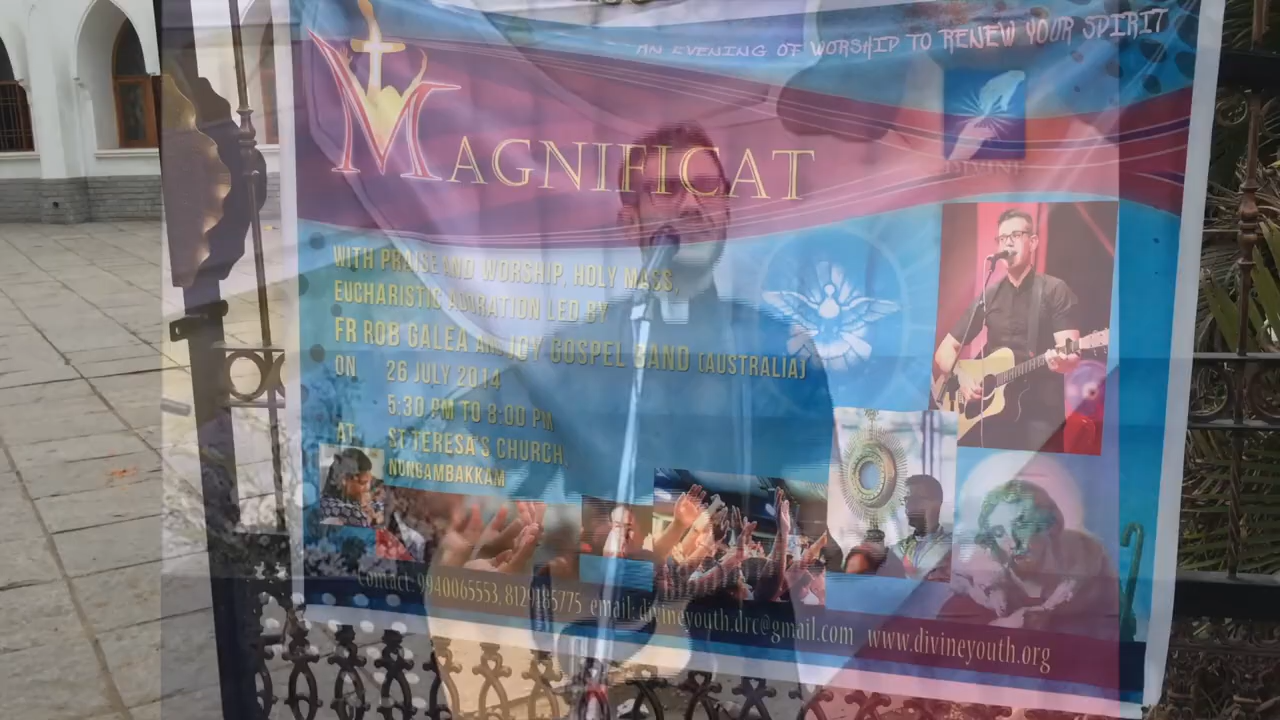 AN EVENING OF WORSHIP TO RENEW YOUR SPIRIT
MAGNIFICAT
DIVINE
WITH PRAISE AND WORSHIP, HOLY MASS,
EUCHARISTIC ADORATION LED BY
FR ROB GALEA AND JOY GOSPEL BAND (AUSTRALIA)
ON 26 JULY 2014
5:30 PM TO 8:00 PM
AT ST TERESA'S CHURCH,
NUNGAMBAKKAM
Contact: 9940065553, 8129185775 email: divineyouth.drc@gmail.com www.divineyouth.org